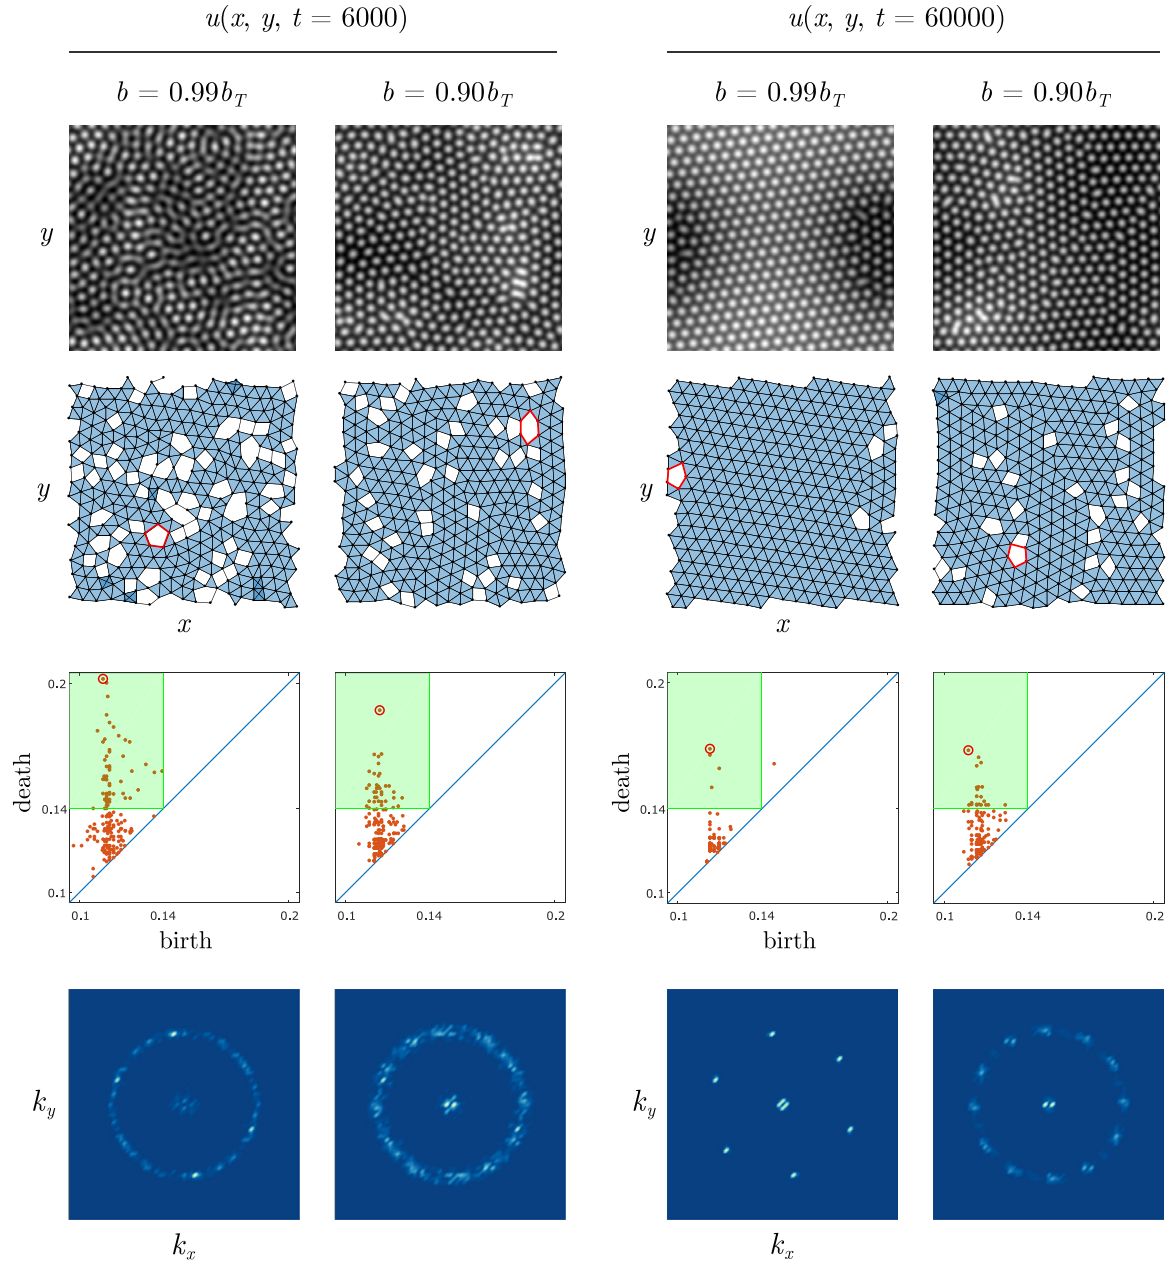 u(x, y, t = 6000)
u(x, y, t = 60000)
b = 0.99b_T
b = 0.90b_T
b = 0.99b_T
b = 0.90b_T
y
y
y
y
x
x
0.2
0.2
death
death
0.14
0.14
0.1
0.1
0.1
0.14
0.2
0.1
0.14
0.2
0.1
0.14
0.2
0.1
0.14
0.2
birth
birth
k_y
k_y
k_x
k_x